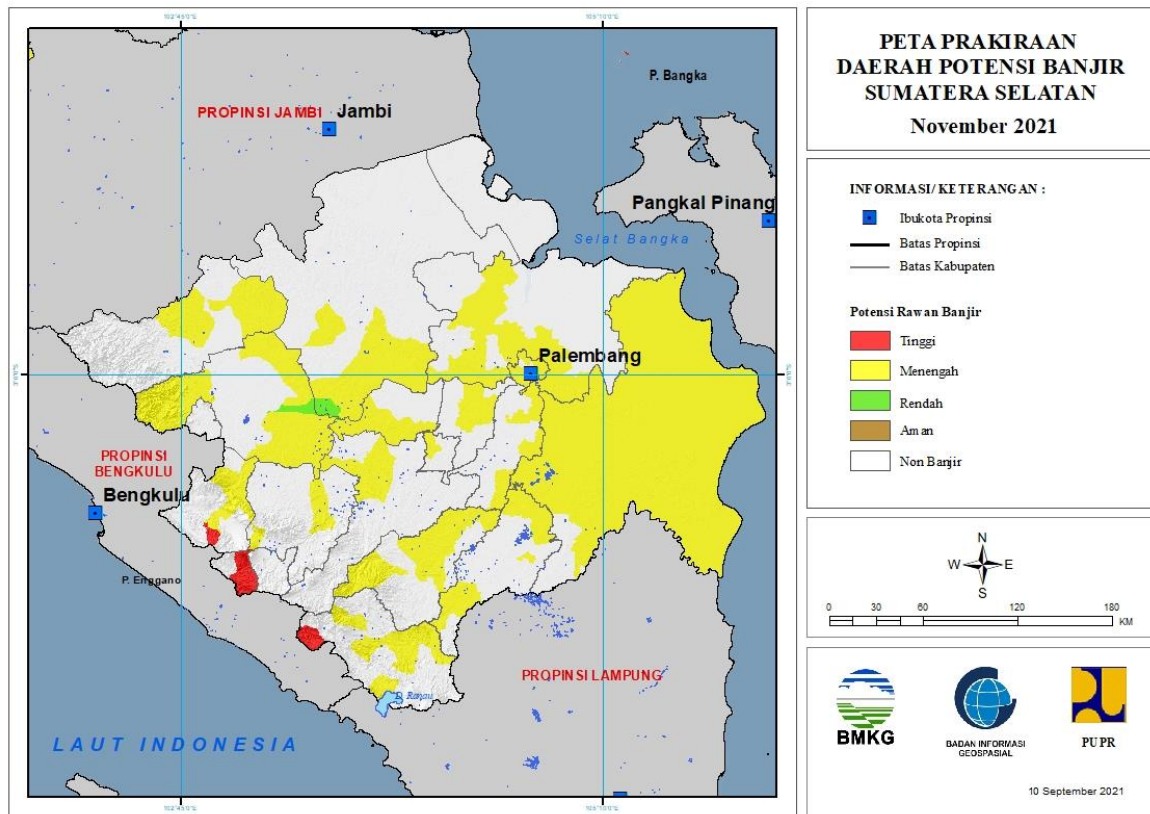 PETA PRAKIRAAN
DAERAH POTENSI BANJIR
SUMATERA SELATAN
November 2021
P. Bangka
PROPINSI JAMBI
Jambi
Pangkal Pinang
Selat Bangka
Palembang
PROPINSI
BENGKULU
Bengkulu
P. Enggano
PROPINSI LAMPUNG
D. Ranau
LAUT INDONESIA
INFORMASI/ KETERANGAN :
Ibukota Propinsi
Batas Propinsi
Batas Kabupaten
Potensi Rawan Banjir
Tinggi
Menengah
Rendah
Aman
Non Banjir
N
W E
S
0 30 60 120 180
KM
BMKG
BADAN INFORMASI
GEOSPASIAL
PUPR
10 September 2021